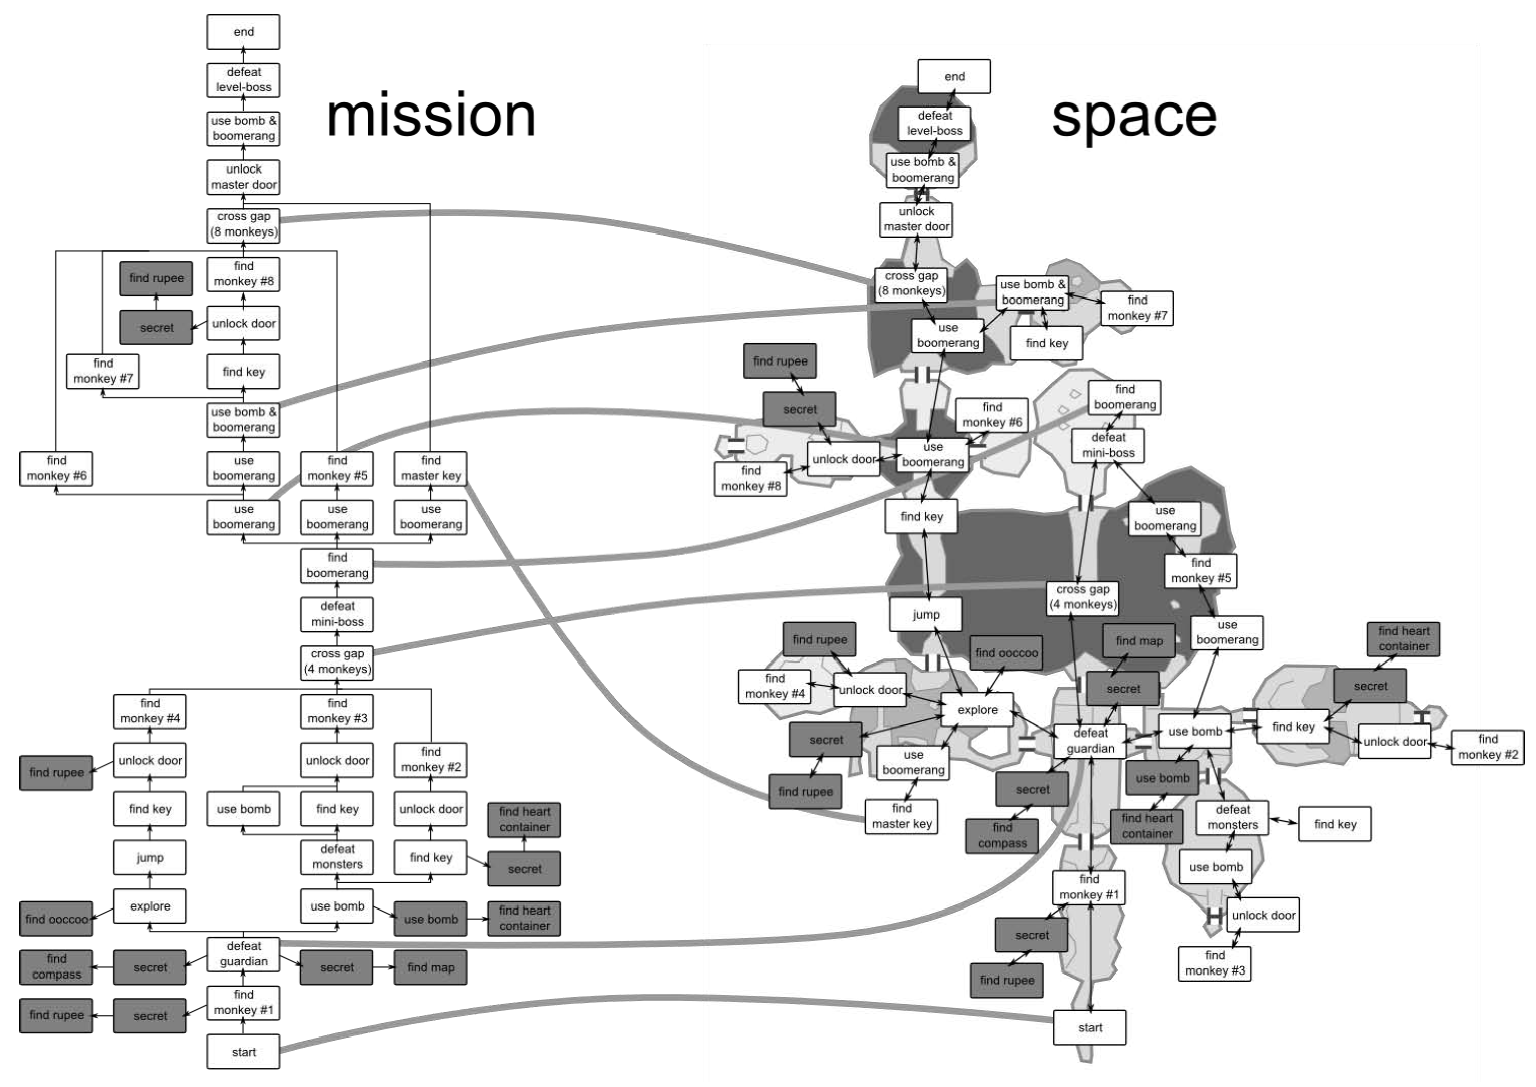 mission
end
defeat
level-boss
use bomb &
boomerang
unlock
master door
cross gap
(8 monkeys)
find rupee
find
monkey #8
secret
unlock door
find
monkey #7
find key
use bomb &
boomerang
find
monkey #6
use
boomerang
find
monkey #5
find
master key
use
boomerang
use
boomerang
use
boomerang
find
boomerang
defeat
mini-boss
cross gap
(4 monkeys)
find
monkey #4
find
monkey #3
find rupee
unlock door
unlock door
find
monkey #2
find key
use bomb
find key
unlock door
find heart
container
jump
defeat
monsters
find key
secret
find ooccoo
explore
use bomb
use bomb
find heart
container
find
compass
secret
defeat
guardian
secret
find map
find rupee
secret
find
monkey #1
start
space
end
defeat
level-boss
use bomb &
boomerang
unlock
master door
cross gap
(8 monkeys)
use bomb &
boomerang
find
monkey #7
use
boomerang
find key
find rupee
secret
find
monkey #6
find
boomerang
unlock door
use
boomerang
defeat
mini-boss
find
monkey #8
find key
use
boomerang
find
monkey #5
cross gap
(4 monkeys)
jump
use
boomerang
find rupee
find ooccoo
find map
find heart
container
find
monkey #4
unlock door
secret
secret
explore
secret
defeat
guardian
use bomb
find key
unlock door
find
monkey #2
use
boomerang
find rupee
secret
use bomb
find
master key
find
compass
find heart
container
defeat
monsters
find key
use bomb
find
monkey #1
unlock door
secret
find
monkey #3
find rupee
start